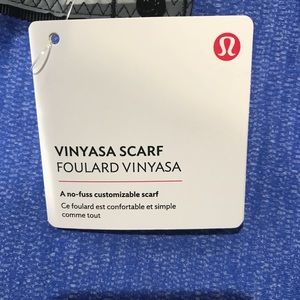 VINYASA SCARF
FOULARD VINYASA
A no-fuss customizable scarf
Ce foulard est confortable et simple
comme tout